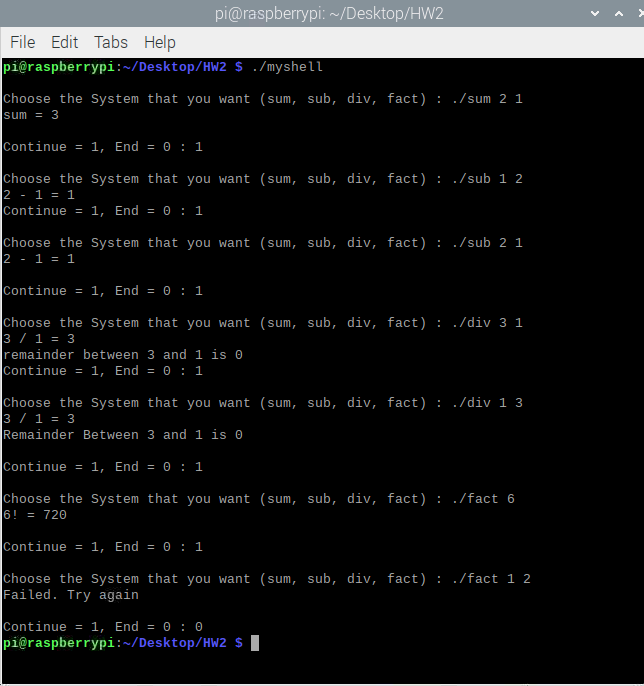 pi@raspberrypi: ~/Desktop/HW2
File Edit Tabs Help
pi@raspberrypi:~/Desktop/HW2 $ ./myshell
Choose the System that you want (sum, sub, div, fact) : ./sum 2 1
sum = 3
Continue = 1, End = 0 : 1
Choose the System that you want (sum, sub, div, fact) : ./sub 1 2
2 - 1 = 1
Continue = 1, End = 0 : 1
Choose the System that you want (sum, sub, div, fact) : ./sub 2 1
2 - 1 = 1
Continue = 1, End = 0 : 1
Choose the System that you want (sum, sub, div, fact) : ./div 3 1
3 / 1 = 3
remainder between 3 and 1 is 0
Continue = 1, End = 0 : 1
Choose the System that you want (sum, sub, div, fact) : ./div 1 3
3 / 1 = 3
Remainder Between 3 and 1 is 0
Continue = 1, End = 0 : 1
Choose the System that you want (sum, sub, div, fact) : ./fact 6
6! = 720
Continue = 1, End = 0 : 1
Choose the System that you want (sum, sub, div, fact) : ./fact 1 2
Failed. Try again
Continue = 1, End = 0 : 0
pi@raspberrypi:~/Desktop/HW2 $